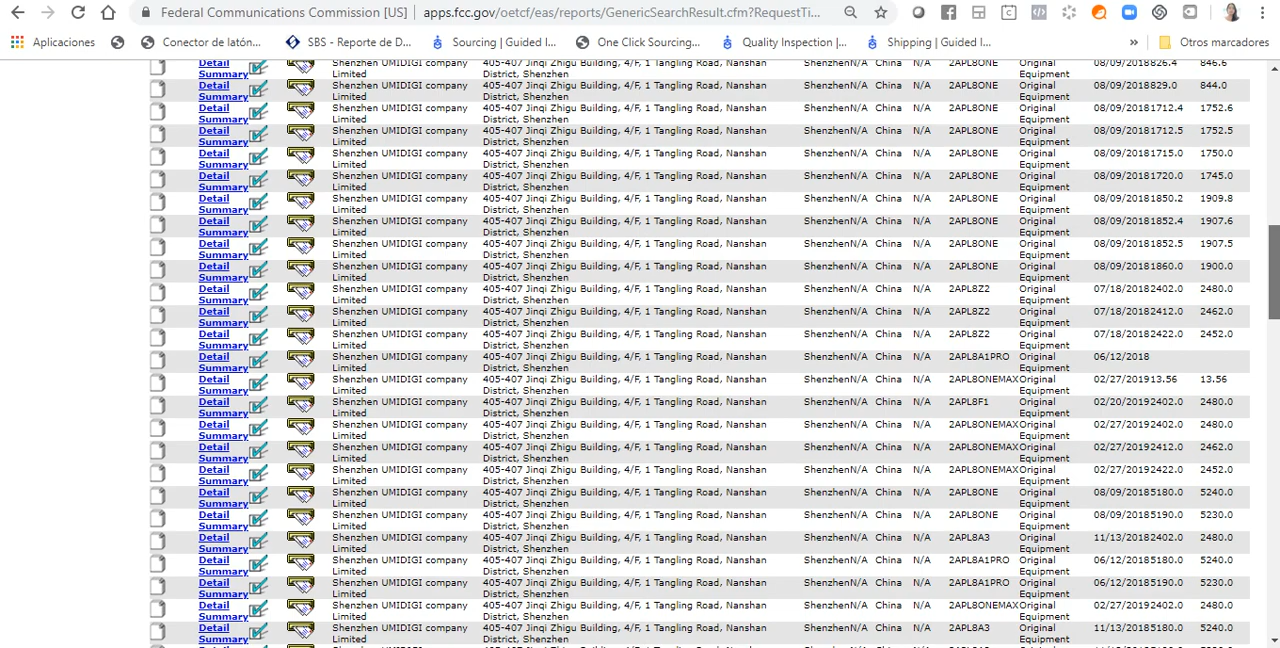 Federal Communications Commission [US] | apps.fcc.gov/oetcf/eas/reports/GenericSearchResult.cfm?RequestTi...
Aplicaciones Conector de latón... SBS - Reporte de D... Sourcing | Guided I... One Click Sourcing... Quality Inspection |... Shipping | Guided I... » Otros marcadores
Detail Shenzhen UMIDIGI company 405-407 Jinqi Zhigu Building, 4/F, 1 Tangling Road, Nanshan ShenzhenN/A China N/A 2APL8ONE Original 08/09/2018826.4 846.6
Summary Limited District, Shenzhen Equipment
Detail Shenzhen UMIDIGI company 405-407 Jinqi Zhigu Building, 4/F, 1 Tangling Road, Nanshan ShenzhenN/A China N/A 2APL8ONE Original 08/09/2018829.0 844.0
Summary Limited District, Shenzhen Equipment
Detail Shenzhen UMIDIGI company 405-407 Jinqi Zhigu Building, 4/F, 1 Tangling Road, Nanshan ShenzhenN/A China N/A 2APL8ONE Original 08/09/20181712.4 1752.6
Summary Limited District, Shenzhen Equipment
Detail Shenzhen UMIDIGI company 405-407 Jinqi Zhigu Building, 4/F, 1 Tangling Road, Nanshan ShenzhenN/A China N/A 2APL8ONE Original 08/09/20181712.5 1752.5
Summary Limited District, Shenzhen Equipment
Detail Shenzhen UMIDIGI company 405-407 Jinqi Zhigu Building, 4/F, 1 Tangling Road, Nanshan ShenzhenN/A China N/A 2APL8ONE Original 08/09/20181715.0 1750.0
Summary Limited District, Shenzhen Equipment
Detail Shenzhen UMIDIGI company 405-407 Jinqi Zhigu Building, 4/F, 1 Tangling Road, Nanshan ShenzhenN/A China N/A 2APL8ONE Original 08/09/20181720.0 1745.0
Summary Limited District, Shenzhen Equipment
Detail Shenzhen UMIDIGI company 405-407 Jinqi Zhigu Building, 4/F, 1 Tangling Road, Nanshan ShenzhenN/A China N/A 2APL8ONE Original 08/09/20181850.2 1909.8
Summary Limited District, Shenzhen Equipment
Detail Shenzhen UMIDIGI company 405-407 Jinqi Zhigu Building, 4/F, 1 Tangling Road, Nanshan ShenzhenN/A China N/A 2APL8ONE Original 08/09/20181852.4 1907.6
Summary Limited District, Shenzhen Equipment
Detail Shenzhen UMIDIGI company 405-407 Jinqi Zhigu Building, 4/F, 1 Tangling Road, Nanshan ShenzhenN/A China N/A 2APL8ONE Original 08/09/20181852.5 1907.5
Summary Limited District, Shenzhen Equipment
Detail Shenzhen UMIDIGI company 405-407 Jinqi Zhigu Building, 4/F, 1 Tangling Road, Nanshan ShenzhenN/A China N/A 2APL8ONE Original 08/09/20181860.0 1900.0
Summary Limited District, Shenzhen Equipment
Detail Shenzhen UMIDIGI company 405-407 Jinqi Zhigu Building, 4/F, 1 Tangling Road, Nanshan ShenzhenN/A China N/A 2APL8Z2 Original 07/18/20182402.0 2480.0
Summary Limited District, Shenzhen Equipment
Detail Shenzhen UMIDIGI company 405-407 Jinqi Zhigu Building, 4/F, 1 Tangling Road, Nanshan ShenzhenN/A China N/A 2APL8Z2 Original 07/18/20182412.0 2462.0
Summary Limited District, Shenzhen Equipment
Detail Shenzhen UMIDIGI company 405-407 Jinqi Zhigu Building, 4/F, 1 Tangling Road, Nanshan ShenzhenN/A China N/A 2APL8Z2 Original 07/18/20182422.0 2452.0
Summary Limited District, Shenzhen Equipment
Detail Shenzhen UMIDIGI company 405-407 Jinqi Zhigu Building, 4/F, 1 Tangling Road, Nanshan ShenzhenN/A China N/A 2APL8A1PRO Original 06/12/2018
Summary Limited District, Shenzhen Equipment
Detail Shenzhen UMIDIGI company 405-407 Jinqi Zhigu Building, 4/F, 1 Tangling Road, Nanshan ShenzhenN/A China N/A 2APL8ONEMAXOriginal 02/27/201913.56 13.56
Summary Limited District, Shenzhen Equipment
Detail Shenzhen UMIDIGI company 405-407 Jinqi Zhigu Building, 4/F, 1 Tangling Road, Nanshan ShenzhenN/A China N/A 2APL8F1 Original 02/20/20192402.0 2480.0
Summary Limited District, Shenzhen Equipment
Detail Shenzhen UMIDIGI company 405-407 Jinqi Zhigu Building, 4/F, 1 Tangling Road, Nanshan ShenzhenN/A China N/A 2APL8ONEMAXOriginal 02/27/20192402.0 2480.0
Summary Limited District, Shenzhen Equipment
Detail Shenzhen UMIDIGI company 405-407 Jinqi Zhigu Building, 4/F, 1 Tangling Road, Nanshan ShenzhenN/A China N/A 2APL8ONEMAXOriginal 02/27/20192412.0 2462.0
Summary Limited District, Shenzhen Equipment
Detail Shenzhen UMIDIGI company 405-407 Jinqi Zhigu Building, 4/F, 1 Tangling Road, Nanshan ShenzhenN/A China N/A 2APL8ONEMAXOriginal 02/27/20192422.0 2452.0
Summary Limited District, Shenzhen Equipment
Detail Shenzhen UMIDIGI company 405-407 Jinqi Zhigu Building, 4/F, 1 Tangling Road, Nanshan ShenzhenN/A China N/A 2APL8ONE Original 08/09/20185180.0 5240.0
Summary Limited District, Shenzhen Equipment
Detail Shenzhen UMIDIGI company 405-407 Jinqi Zhigu Building, 4/F, 1 Tangling Road, Nanshan ShenzhenN/A China N/A 2APL8ONE Original 08/09/20185190.0 5230.0
Summary Limited District, Shenzhen Equipment
Detail Shenzhen UMIDIGI company 405-407 Jinqi Zhigu Building, 4/F, 1 Tangling Road, Nanshan ShenzhenN/A China N/A 2APL8A3 Original 11/13/20182402.0 2480.0
Summary Limited District, Shenzhen Equipment
Detail Shenzhen UMIDIGI company 405-407 Jinqi Zhigu Building, 4/F, 1 Tangling Road, Nanshan ShenzhenN/A China N/A 2APL8A1PRO Original 06/12/20185180.0 5240.0
Summary Limited District, Shenzhen Equipment
Detail Shenzhen UMIDIGI company 405-407 Jinqi Zhigu Building, 4/F, 1 Tangling Road, Nanshan ShenzhenN/A China N/A 2APL8A1PRO Original 06/12/20185190.0 5230.0
Summary Limited District, Shenzhen Equipment
Detail Shenzhen UMIDIGI company 405-407 Jinqi Zhigu Building, 4/F, 1 Tangling Road, Nanshan ShenzhenN/A China N/A 2APL8ONEMAXOriginal 02/27/20192402.0 2480.0
Summary Limited District, Shenzhen Equipment
Detail Shenzhen UMIDIGI company 405-407 Jinqi Zhigu Building, 4/F, 1 Tangling Road, Nanshan ShenzhenN/A China N/A 2APL8A3 Original 11/13/20185180.0 5240.0
Summary Limited District, Shenzhen Equipment